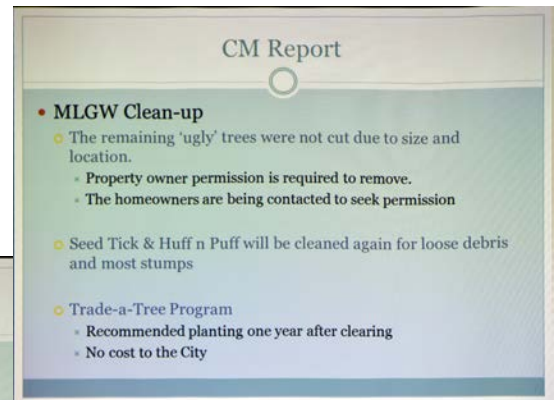 CM Report
• MLGW Clean-up
The remaining 'ugly' trees were not cut due to size and
location.
Property owner permission is required to remove.
The homeowners are being contacted to seek permission
Seed Tick & Huff n Puff will be cleaned again for loose debris
and most stumps
Trade-a-Tree Program
Recommended planting one year after clearing
No cost to the City